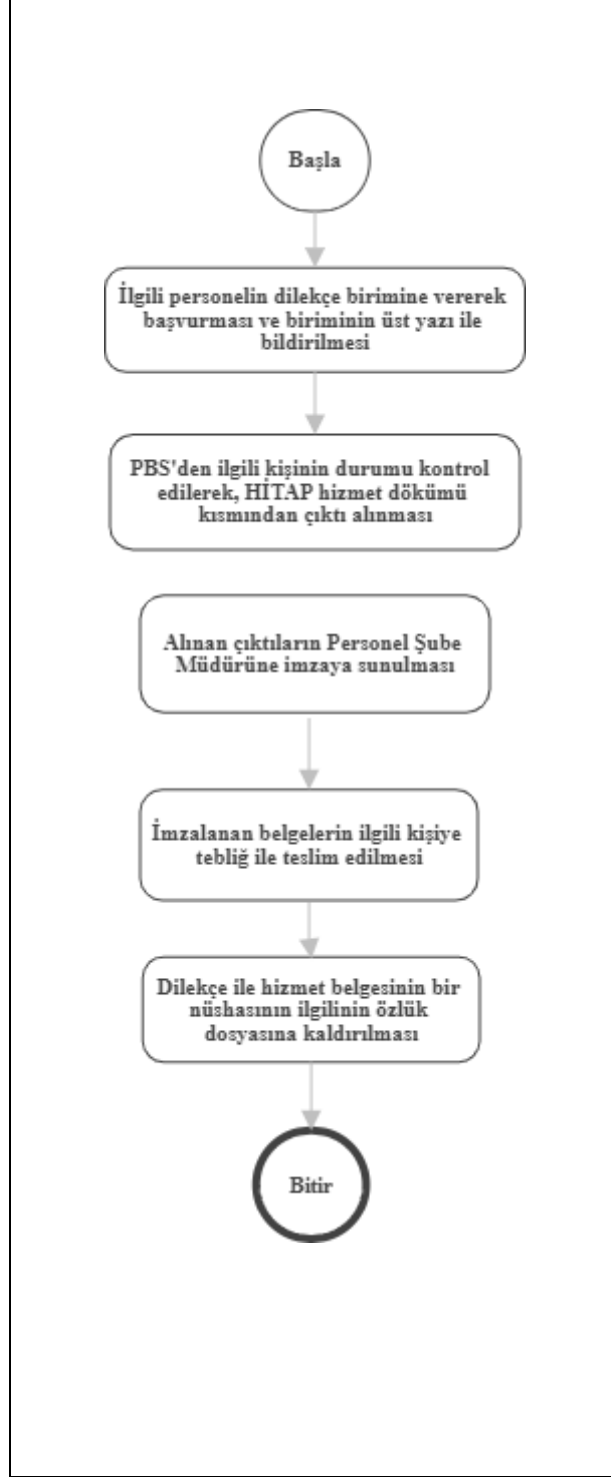 Başla
İlgili personelin dilekçe birimine vererek
başvurması ve biriminin üst yazı ile
bildirilmesi
PBS'den ilgili kişinin durumu kontrol
edilerek, HİTAP hizmet dökümü
kısmından çıktı alınması
Alınan çıktıların Personel Şube
Müdürüne imzaya sunulması
İmzalanan belgelerin ilgili kişiye
tebliğ ile teslim edilmesi
Dilekçe ile hizmet belgesinin bir
nüshasının ilgilinin özlük
dosyasına kaldırılması
Bitir